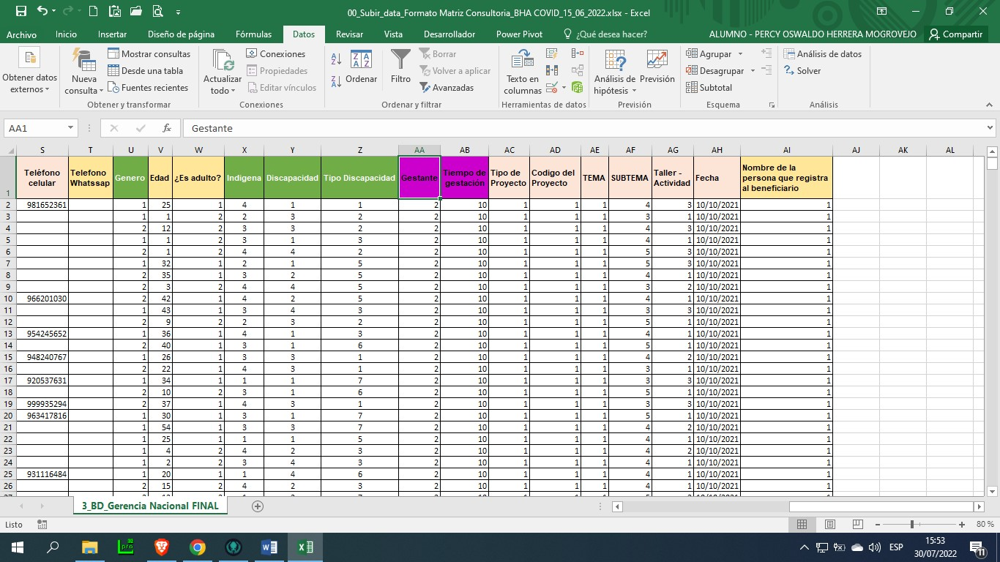 00_Subir_data_Formato Matriz Consultoria_BHA COVID_15_06_2022.xlsx - Excel
Archivo Inicio Insertar Diseño de página Fórmulas Datos Revisar Vista Desarrollador Power Pivot ¿Qué desea hacer? ALUMNO - PERCY OSWALDO HERRERA MOGROVEJO Compartir
Obtener datos externos
Nueva consulta
Mostrar consultas
Desde una tabla
Fuentes recientes
Obtener y transformar
Actualizar todo
Conexiones
Propiedades
Editar vínculos
Conexiones
Ordenar
Filtro
Borrar
Volver a aplicar
Avanzadas
Ordenar y filtrar
Texto en columnas
Herramientas de datos
Análisis de hipótesis
Previsión
Previsión
Agrupar
Desagrupar
Subtotal
Esquema
Análisis de datos
Solver
Análisis
AA1 fx Gestante
S T U V W X Y Z AA AB AC AD AE AF AG AH AI AJ AK AL
1 Teléfono celular Telefono Whatssap Genero Edad ¿Es adulto? Indigena Discapacidad Tipo Discapacidad Gestante Tiempo de gestación Tipo de Proyecto Codigo del Proyecto TEMA SUBTEMA Taller - Actividad Fecha Nombre de la persona que registra al beneficiario
2 981652361 1 25 1 4 1 1 2 10 1 1 1 4 3 10/10/2021 1
3 1 1 2 2 3 2 2 10 1 1 1 3 1 10/10/2021 1
4 2 12 2 3 3 2 2 10 1 1 1 4 3 10/10/2021 1
5 1 1 2 3 1 3 2 10 1 1 1 4 1 10/10/2021 1
6 2 1 2 4 4 2 2 10 1 1 1 5 3 10/10/2021 1
7 1 32 1 2 1 5 2 10 1 1 1 5 3 10/10/2021 1
8 2 35 1 3 2 5 2 10 1 1 1 4 1 10/10/2021 1
9 2 3 2 4 4 5 2 10 1 1 1 3 2 10/10/2021 1
10 966201030 2 42 1 4 2 5 2 10 1 1 1 4 1 10/10/2021 1
11 1 43 1 3 4 3 2 10 1 1 1 3 3 10/10/2021 1
12 2 9 2 2 3 2 2 10 1 1 1 5 1 10/10/2021 1
13 954245652 1 36 1 4 1 3 2 10 1 1 1 4 1 10/10/2021 1
14 2 40 1 3 1 6 2 10 1 1 1 5 1 10/10/2021 1
15 948240767 1 26 1 3 3 1 2 10 1 1 1 4 2 10/10/2021 1
16 2 22 1 4 3 1 2 10 1 1 1 3 1 10/10/2021 1
17 920537631 1 34 1 1 1 7 2 10 1 1 1 3 3 10/10/2021 1
18 2 10 2 3 1 6 2 10 1 1 1 5 1 10/10/2021 1
19 999935294 2 37 1 4 3 1 2 10 1 1 1 3 3 10/10/2021 1
20 963417816 1 30 1 3 1 7 2 10 1 1 1 5 1 10/10/2021 1
21 1 54 1 3 3 7 2 10 1 1 1 4 2 10/10/2021 1
22 1 25 1 1 1 5 2 10 1 1 1 4 1 10/10/2021 1
23 1 4 2 4 2 3 2 10 1 1 1 4 2 10/10/2021 1
24 1 2 2 3 4 3 2 10 1 1 1 4 1 10/10/2021 1
25 931116484 1 20 1 1 4 6 2 10 1 1 1 4 1 10/10/2021 1
26 2 15 2 4 2 3 2 10 1 1 1 4 1 10/10/2021 1
3_BD_Gerencia Nacional FINAL
Listo 80 %
ESP 15:53
30/07/2022 11